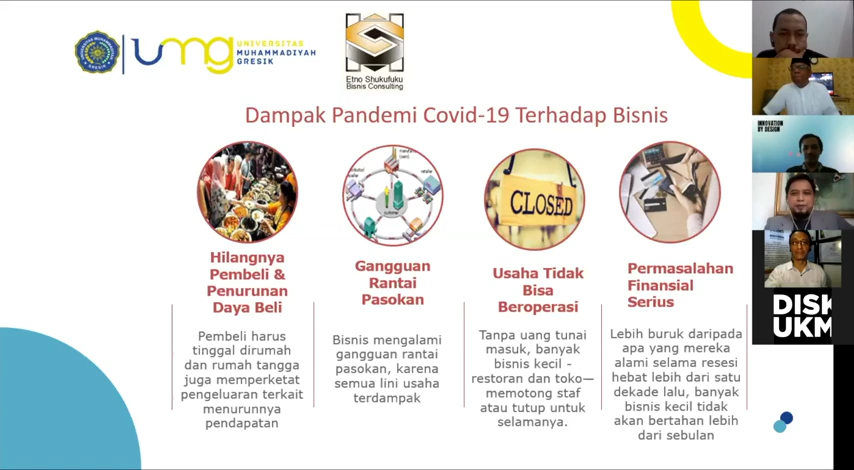 umg
UNIVERSITAS
MUHAMMADIYAH
GRESIK
Etno Shukufuku
Bisnis Consulting
Dampak Pandemi Covid-19 Terhadap Bisnis
CLOSED
Hilangnya
Pembeli &
Penurunan
Daya Beli
Pembeli harus
tinggal dirumah
dan rumah tangga
juga memperketat
pengeluaran terkait
menurunnya
pendapatan
Gangguan
Rantai
Pasokan
Bisnis mengalami
gangguan rantai
pasokan, karena
semua lini usaha
terdampak
Usaha Tidak
Bisa
Beroperasi
Tanpa uang tunai
masuk, banyak
bisnis kecil -
restoran dan toko—
memotong staf
atau tutup untuk
selamanya.
Permasalahan
Finansial
Serius
Lebih buruk daripada
apa yang mereka
alami selama resesi
hebat lebih dari satu
dekade lalu, banyak
bisnis kecil tidak
akan bertahan lebih
dari sebulan
INNOVATION
BY DESIGN
DISK
UKM